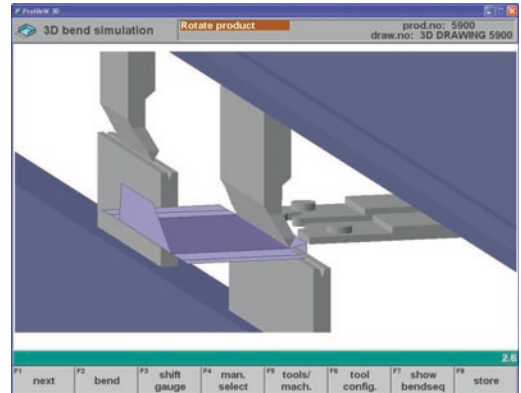 ProfileW 3D
3D bend simulation
Rotate product
prod.no: 5900
draw.no: 3D DRAWING 5900
2.6
F1 next
F2 bend
F3 shift gauge
F4 man. select
F5 tools/ mach.
F6 tool config.
F7 show bendseq
F8 store